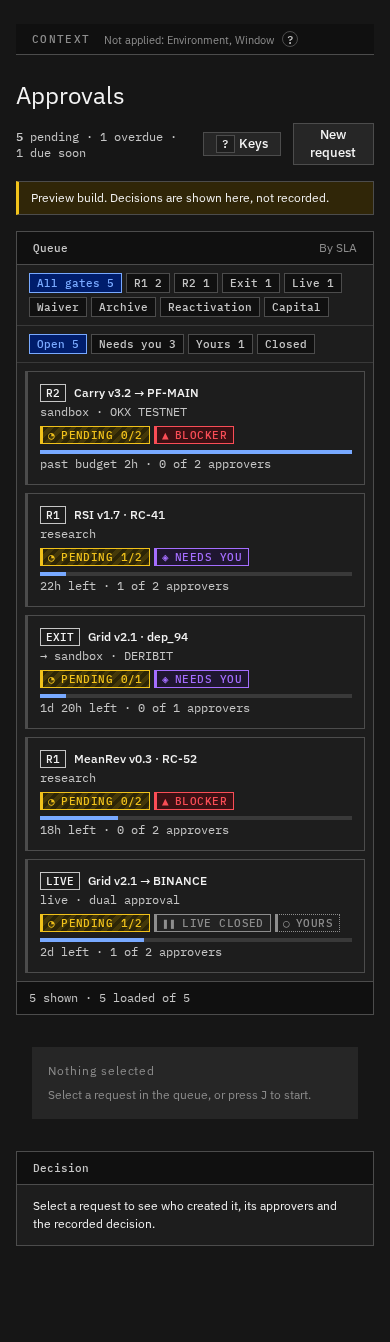 CONTEXT Not applied: Environment, Window ?
Approvals
5 pending · 1 overdue ·
1 due soon
? Keys
New
request
Preview build. Decisions are shown here, not recorded.
Queue By SLA
All gates 5 R1 2 R2 1 Exit 1 Live 1
Waiver Archive Reactivation Capital
Open 5 Needs you 3 Yours 1 Closed
R2 Carry v3.2 → PF-MAIN
sandbox · OKX TESTNET
◔ PENDING 0/2 ▲ BLOCKER
past budget 2h · 0 of 2 approvers
R1 RSI v1.7 · RC-41
research
◔ PENDING 1/2 ◈ NEEDS YOU
22h left · 1 of 2 approvers
EXIT Grid v2.1 · dep_94
→ sandbox · DERIBIT
◔ PENDING 0/1 ◈ NEEDS YOU
1d 20h left · 0 of 1 approvers
R1 MeanRev v0.3 · RC-52
research
◔ PENDING 0/2 ▲ BLOCKER
18h left · 0 of 2 approvers
LIVE Grid v2.1 → BINANCE
live · dual approval
◔ PENDING 1/2 ❚❚ LIVE CLOSED ○ YOURS
2d left · 1 of 2 approvers
5 shown · 5 loaded of 5
Nothing selected
Select a request in the queue, or press J to start.
Decision
Select a request to see who created it, its approvers and
the recorded decision.